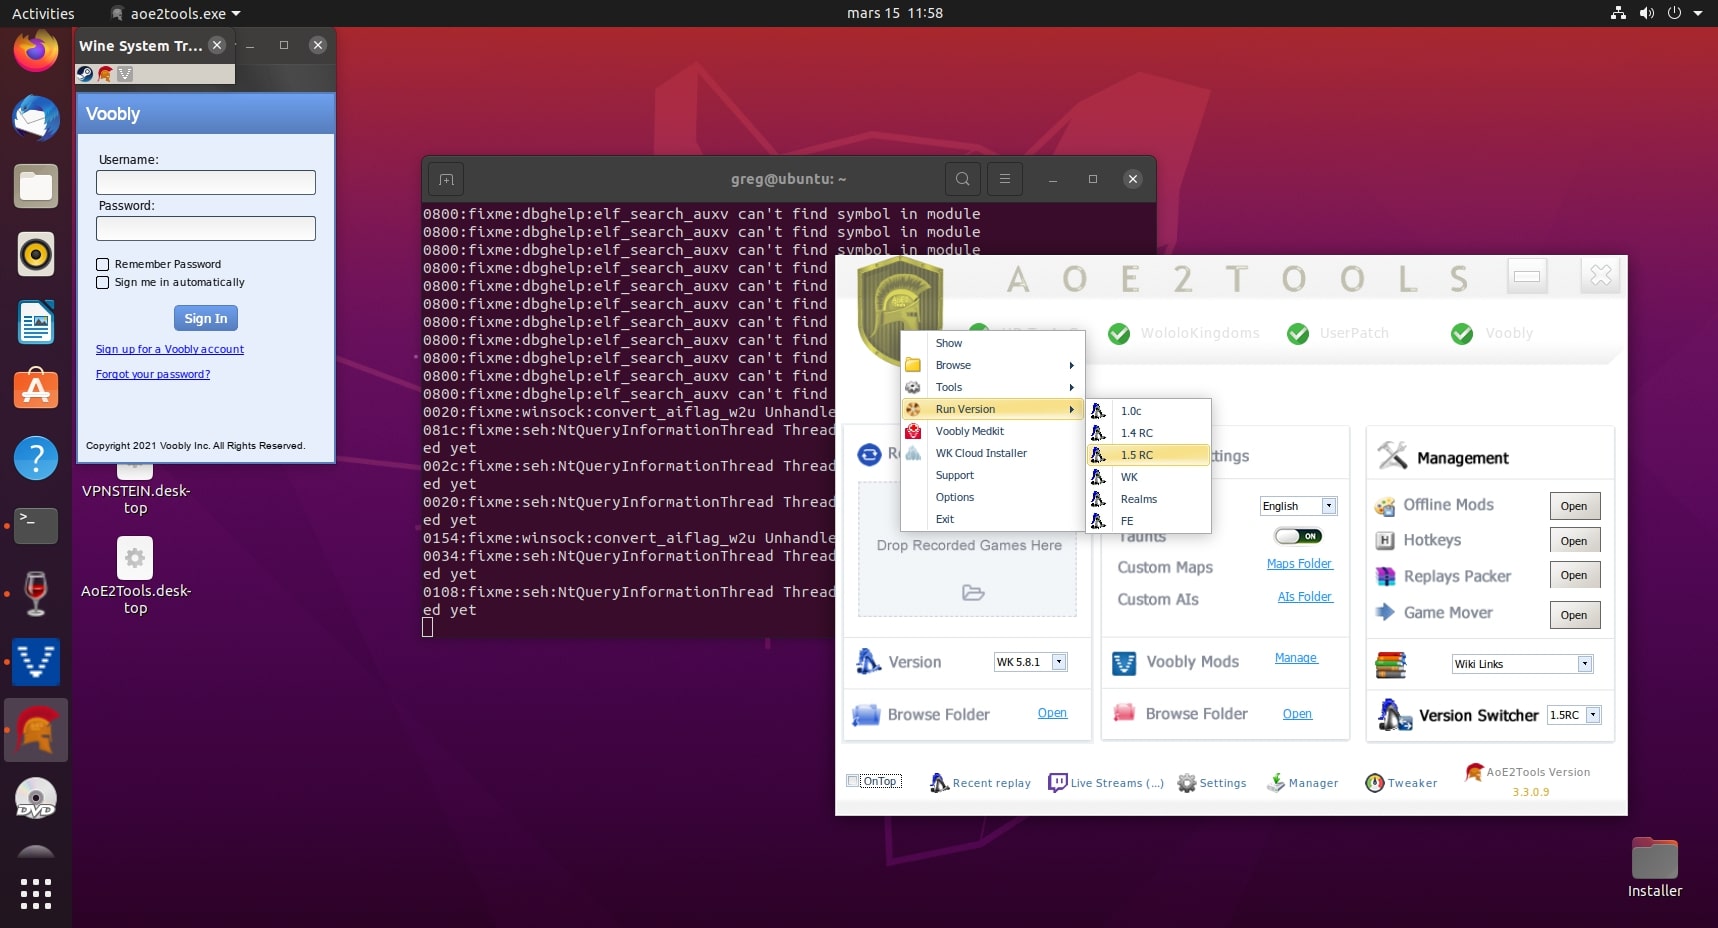 Activities
aoe2tools.exe
mars 15 11:58
Wine System Tr...
Voobly
Username:
Password:
Remember Password
Sign me in automatically
Sign In
Sign up for a Voobly account
Forgot your password?
Copyright 2021 Voobly Inc. All Rights Reserved.
VPNSTEIN.desk-
top
AoE2Tools.desk-
top
greg@ubuntu: ~
0800:fixme:dbghelp:elf_search_auxv can't find symbol in module
0800:fixme:dbghelp:elf_search_auxv can't find symbol in module
0800:fixme:dbghelp:elf_search_auxv can't find symbol in module
0800:fixme:dbghelp:elf_search_auxv can't find
0800:fixme:dbghelp:elf_search_auxv can't find
0800:fixme:dbghelp:elf_search_auxv can't find
0800:fixme:dbghelp:elf_search_auxv can't find
0800:fixme:dbghelp:elf_search_auxv can't find
0800:fixme:dbghelp:elf_search_auxv can't find
0800:fixme:dbghelp:elf_search_auxv can't find
0800:fixme:dbghelp:elf_search_auxv can't find
0020:fixme:winsock:convert_aiflag_w2u Unhandle
081c:fixme:seh:NtQueryInformationThread Thread
ed yet
002c:fixme:seh:NtQueryInformationThread Thread
ed yet
0020:fixme:seh:NtQueryInformationThread Thread
ed yet
0154:fixme:winsock:convert_aiflag_w2u Unhandle
0034:fixme:seh:NtQueryInformationThread Thread
ed yet
0108:fixme:seh:NtQueryInformationThread Thread
ed yet
AOE2TOOLS
WololoKingdoms
UserPatch
Voobly
Show
Browse
Tools
Run Version
Voobly Medkit
WK Cloud Installer
Support
Options
Exit
1.0c
1.4 RC
1.5 RC
WK
Realms
FE
Drop Recorded Games Here
Version
WK 5.8.1
Browse Folder
Open
English
Taunts
ON
Custom Maps
Maps Folder
Custom AIs
AIs Folder
Voobly Mods
Manage
Browse Folder
Open
Management
Offline Mods
Open
Hotkeys
Open
Replays Packer
Open
Game Mover
Open
Wiki Links
Version Switcher
1.5RC
OnTop
Recent replay
Live Streams (...)
Settings
Manager
Tweaker
AoE2Tools Version
3.3.0.9
Installer
DVD